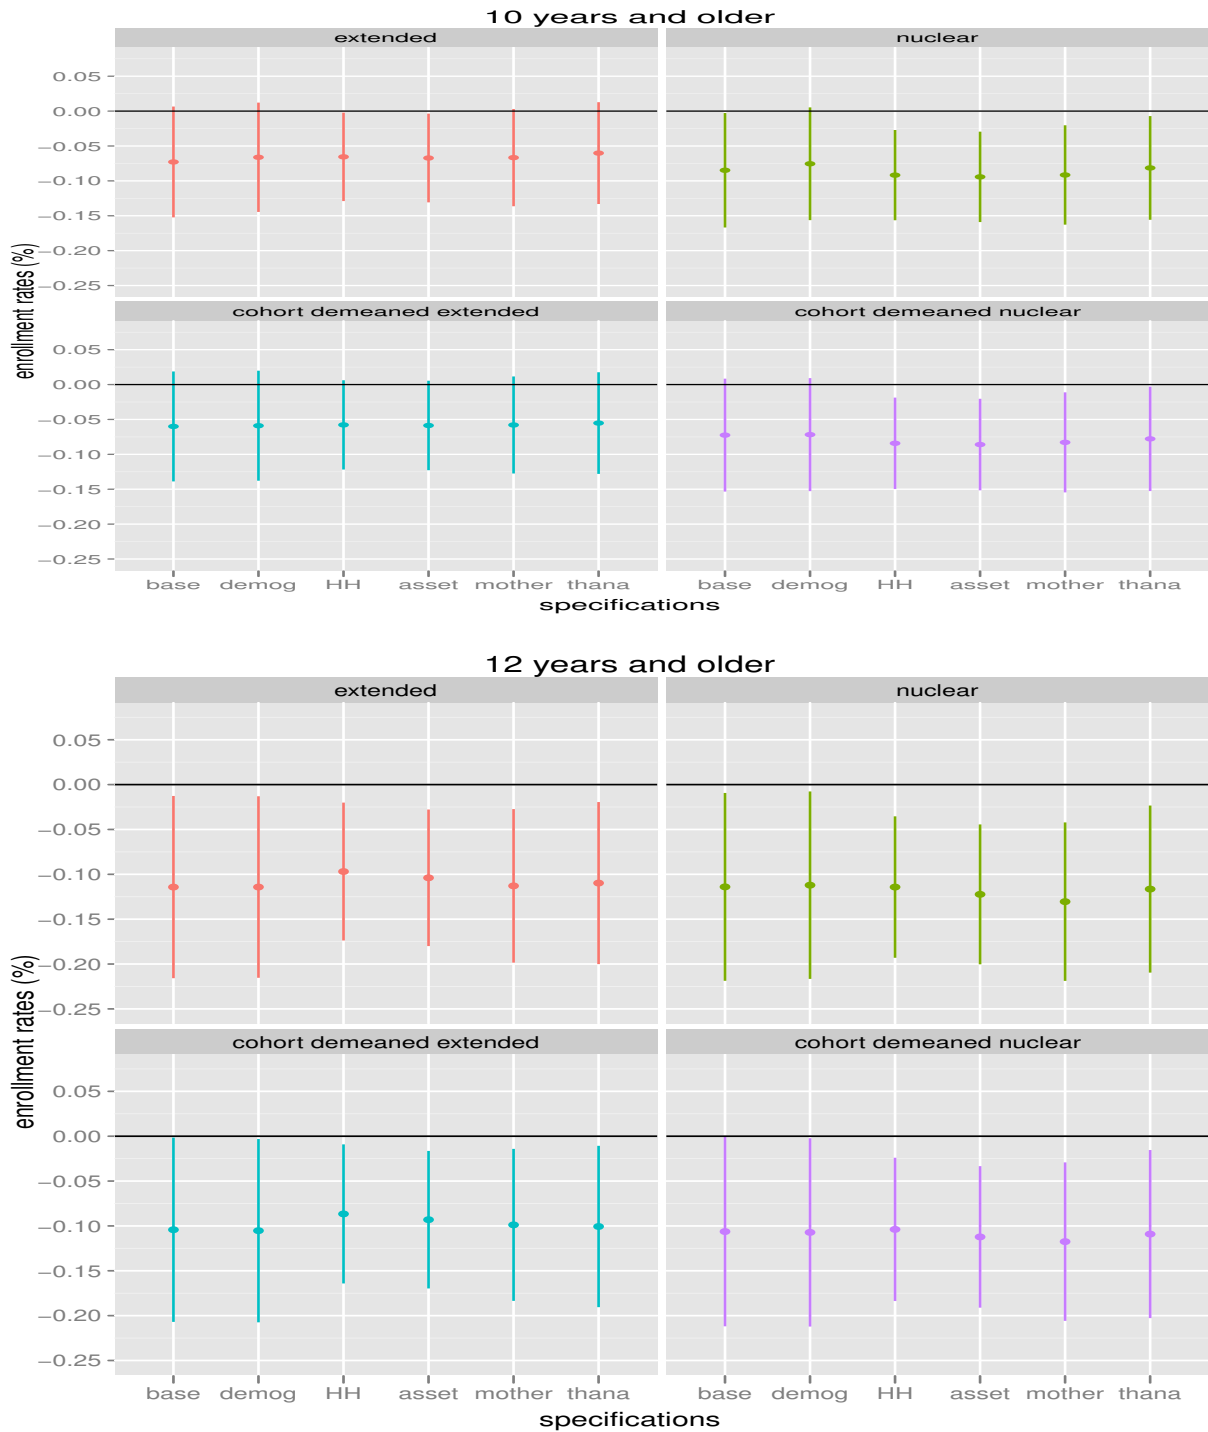 10 years and older
extended
nuclear
0.05
0.00
−0.05
−0.10
−0.15
−0.20
−0.25
cohort demeaned extended
cohort demeaned nuclear
0.05
0.00
−0.05
−0.10
−0.15
−0.20
−0.25
enrollment rates (%)
base demog HH asset mother thana
base demog HH asset mother thana
specifications
12 years and older
extended
nuclear
0.05
0.00
−0.05
−0.10
−0.15
−0.20
−0.25
cohort demeaned extended
cohort demeaned nuclear
0.05
0.00
−0.05
−0.10
−0.15
−0.20
−0.25
enrollment rates (%)
base demog HH asset mother thana
base demog HH asset mother thana
specifications